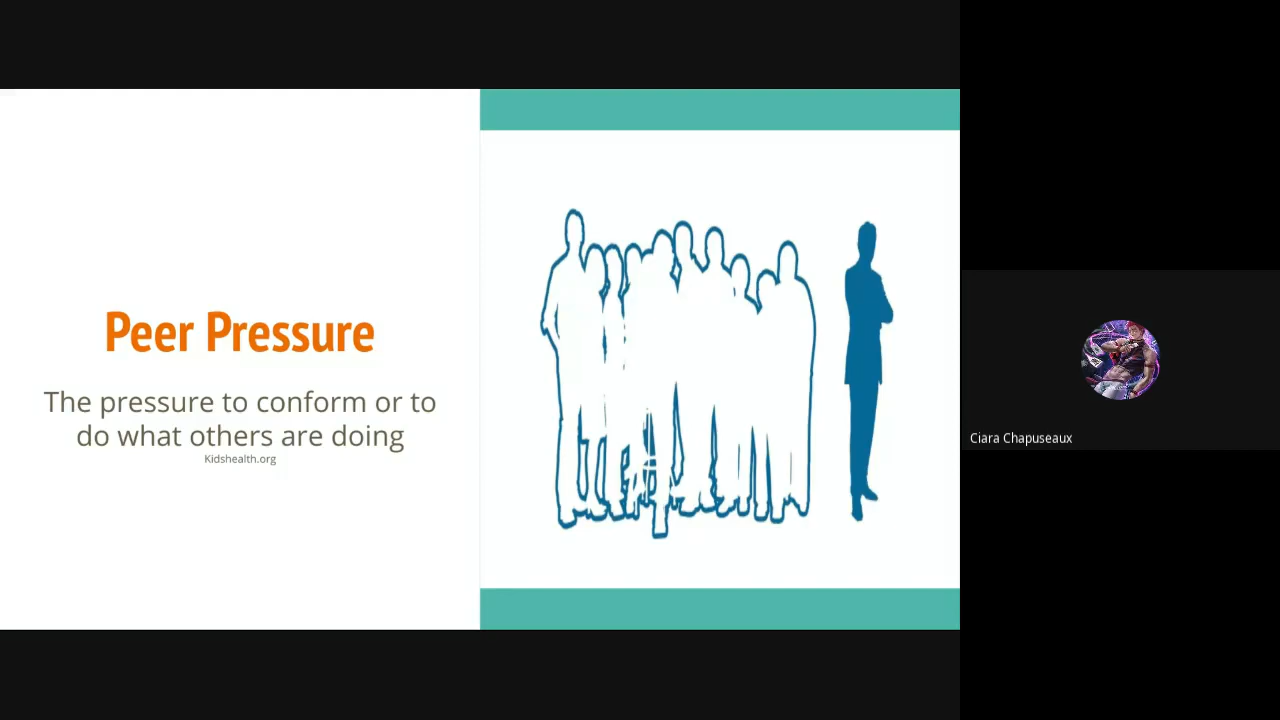 Peer Pressure
The pressure to conform or to
do what others are doing
Kidshealth.org
Ciara Chapuseaux